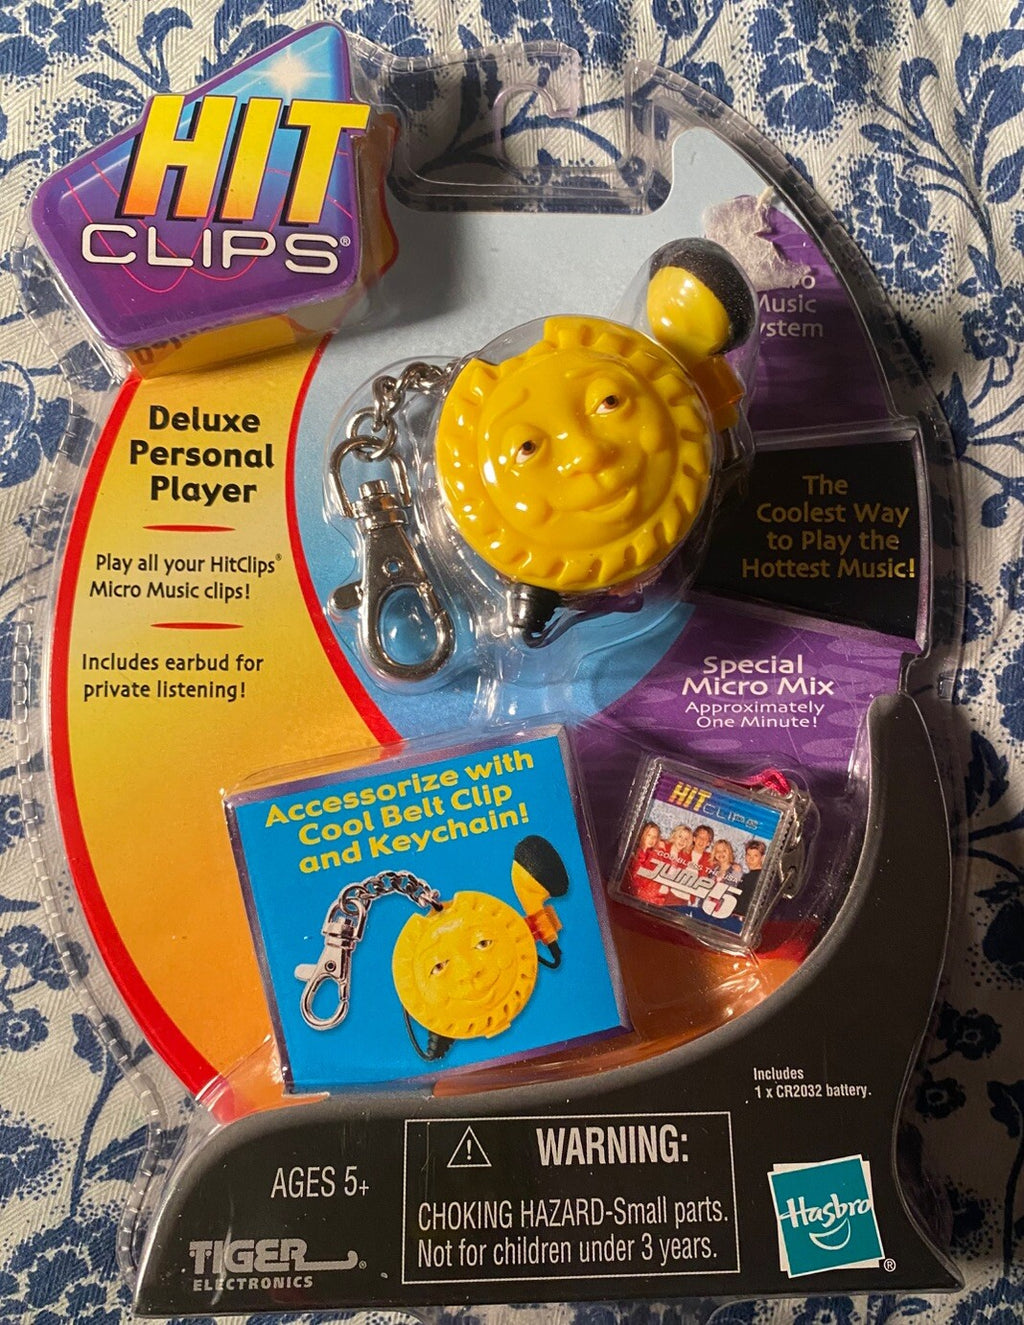 HIT
CLIPS®
Deluxe
Personal
Player
Play all your HitClips®
Micro Music clips!
Includes earbud for
private listening!
Music
System
The
Coolest Way
to Play the
Hottest Music!
Special
Micro Mix
Approximately
One Minute!
Accessorize with
Cool Belt Clip
and Keychain!
HIT
CLIPS
JUMP5
Includes
1 x CR2032 battery.
AGES 5+
WARNING:
CHOKING HAZARD-Small parts.
Not for children under 3 years.
TIGER®
ELECTRONICS
Hasbro
®